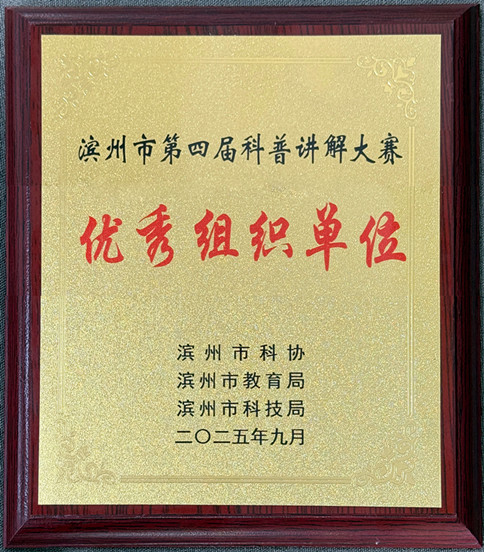 滨州市第四届科普讲解大赛
优秀组织单位
滨州市科协
滨州市教育局
滨州市科技局
二〇二五年九月